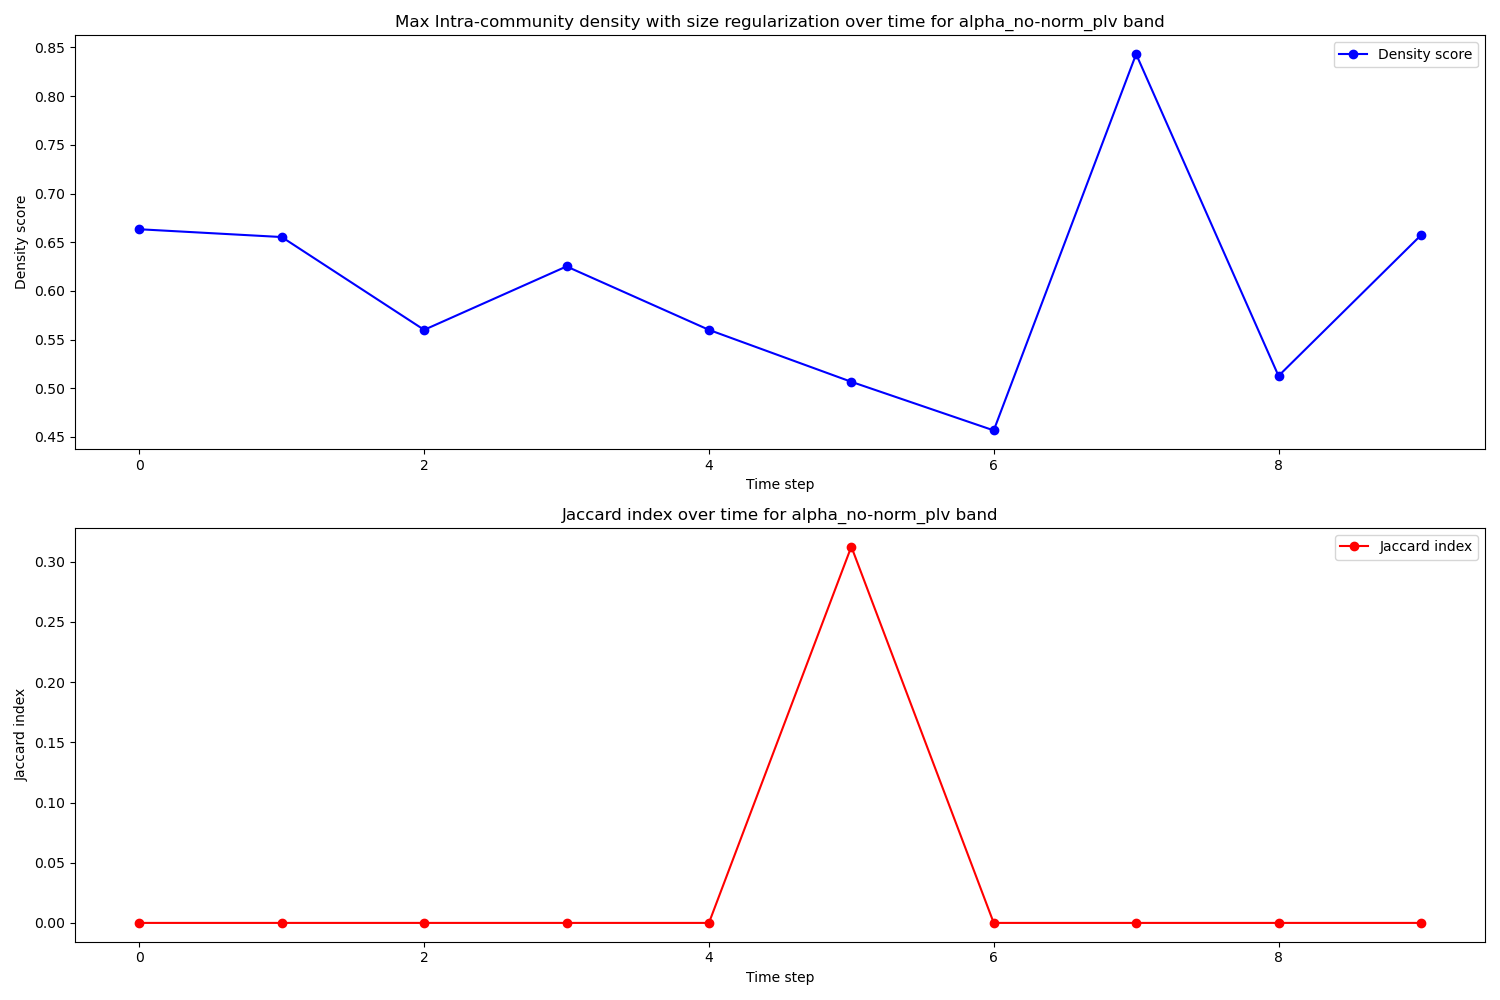 Max Intra-community density with size regularization over time for alpha_no-norm_plv band
Density score
0.85
0.80
0.75
0.70
0.65
0.60
0.55
0.50
0.45
Density score
0 2 4 6 8
Time step
Jaccard index over time for alpha_no-norm_plv band
Jaccard index
0.30
0.25
0.20
0.15
0.10
0.05
0.00
Jaccard index
0 2 4 6 8
Time step